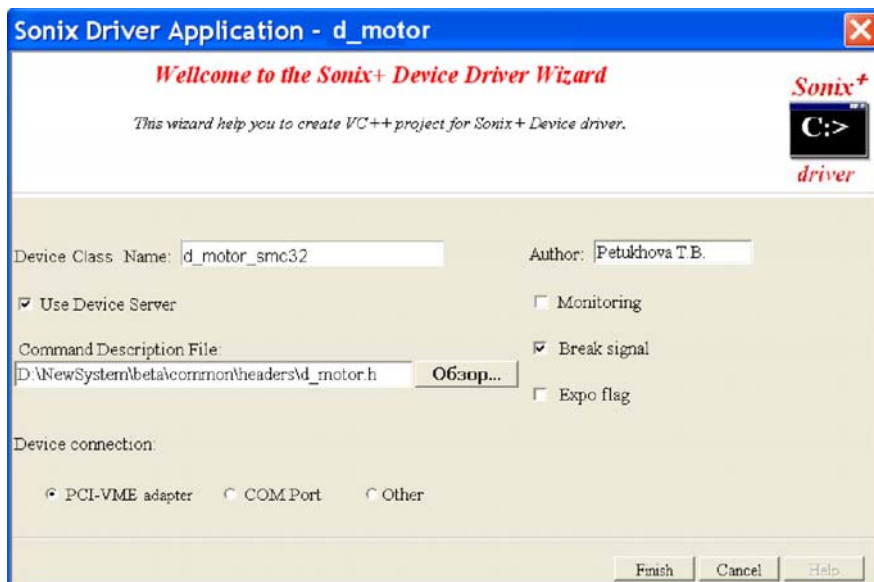 Sonix Driver Application - d_motor
Wellcome to the Sonix+ Device Driver Wizard
This wizard help you to create VC++ project for Sonix+ Device driver.
Sonix+
C:>
driver
Device Class Name: d_motor_smc32
Author: Petukhova T.B.
Use Device Server
Monitoring
Command Description File:
Break signal
D:\NewSystem\beta\common\headers\d_motor.h Обзор...
Expo flag
Device connection:
PCI-VME adapter COM Port Other
Finish Cancel Help